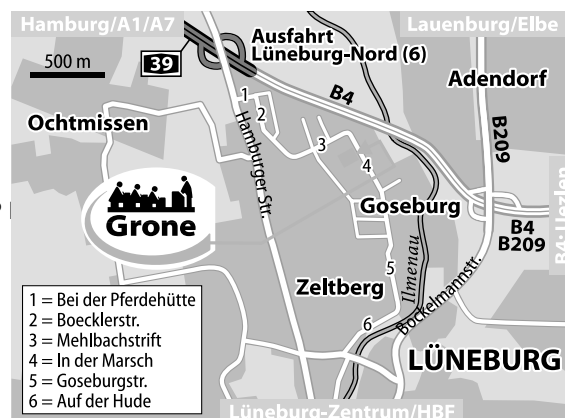 Hamburg/A1/A7
Lauenburg/Elbe
Ausfahrt
Lüneburg-Nord (6)
39
500 m
Adendorf
B4
1
2
3
4
Ochtmissen
Hamburger Str.
B209
Grone
Goseburg
B4
B209
B4: Uezlen
Ilmenau
5
Zeltberg
Bockelmannstr.
6
LÜNEBURG
1 = Bei der Pferdehütte
2 = Boecklerstr.
3 = Mehlbachstrift
4 = In der Marsch
5 = Goseburgstr.
6 = Auf der Hude
Lüneburg-Zentrum/HBF